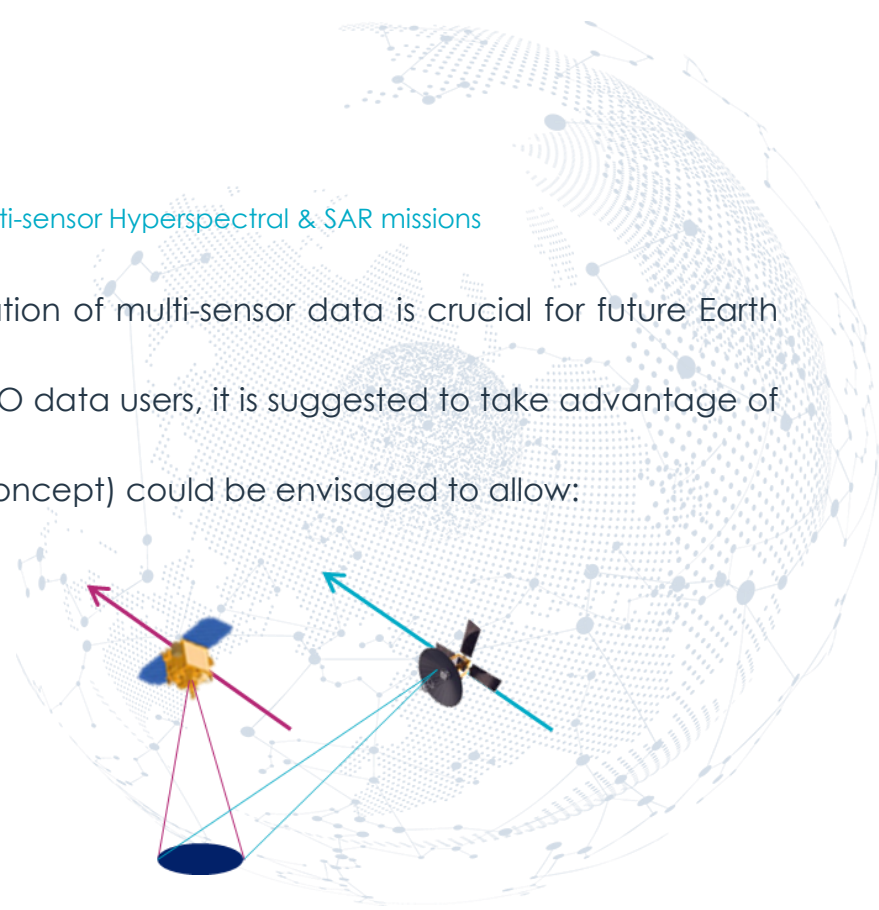 ti-sensor Hyperspectral & SAR missions
tion of multi-sensor data is crucial for future Earth
O data users, it is suggested to take advantage of
oncept) could be envisaged to allow: